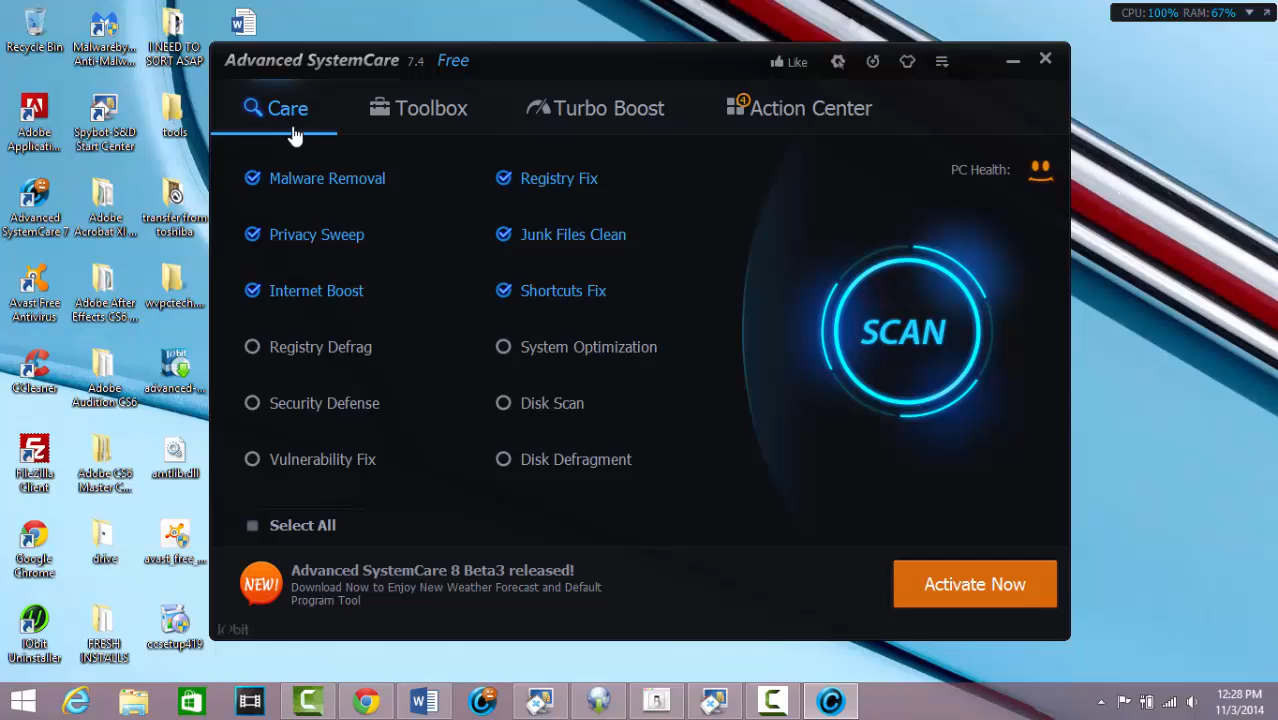 CPU:100% RAM:67%
Recycle Bin
Malwareby...
Anti-Malw...
I NEED TO
SORT ASAP
Adobe
Applicati...
Spybot-S&D
Start Center
tools
Advanced
SystemCare 7
Adobe
Acrobat XI...
transfer from
toshiba
Avast Free
Antivirus
Adobe After
Effects CS6...
wvpctech....
CCleaner
Adobe
Audition CS6
advanced-...
FileZilla
Client
Adobe CS6
Master C...
amtlib.dll
Google
Chrome
drive
avast_free_...
IObit
Uninstaller
FRESH
INSTALLS
ccsetup419
Advanced SystemCare 7.4 Free
Like
Care
Toolbox
Turbo Boost
4
Action Center
Malware Removal
Registry Fix
PC Health:
Privacy Sweep
Junk Files Clean
Internet Boost
Shortcuts Fix
SCAN
Registry Defrag
System Optimization
Security Defense
Disk Scan
Vulnerability Fix
Disk Defragment
Select All
NEW!
Advanced SystemCare 8 Beta3 released!
Download Now to Enjoy New Weather Forecast and Default
Program Tool
Activate Now
IObit
12:28 PM
11/3/2014